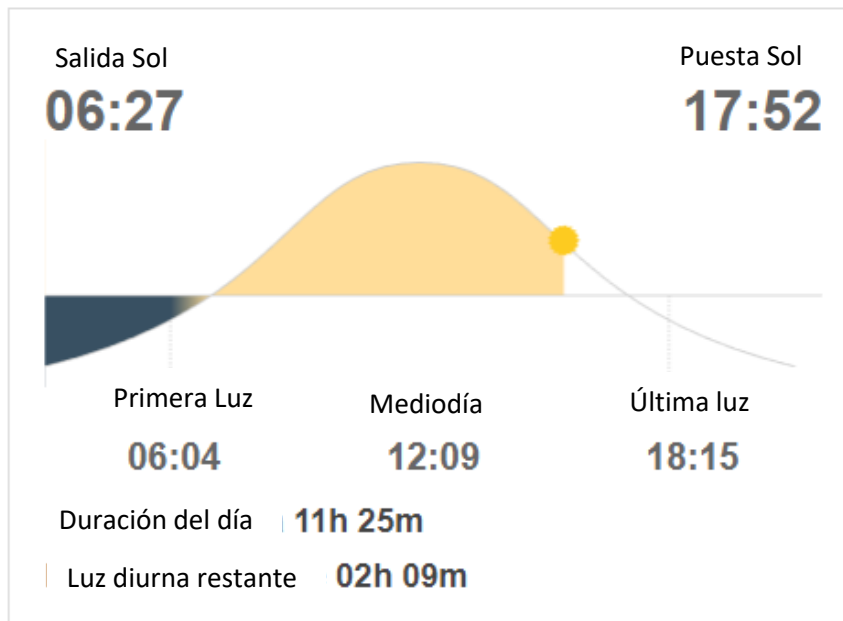 Salida Sol
Puesta Sol
06:27
17:52
Primera Luz
Mediodía
Última luz
06:04
12:09
18:15
Duración del día 11h 25m
Luz diurna restante 02h 09m